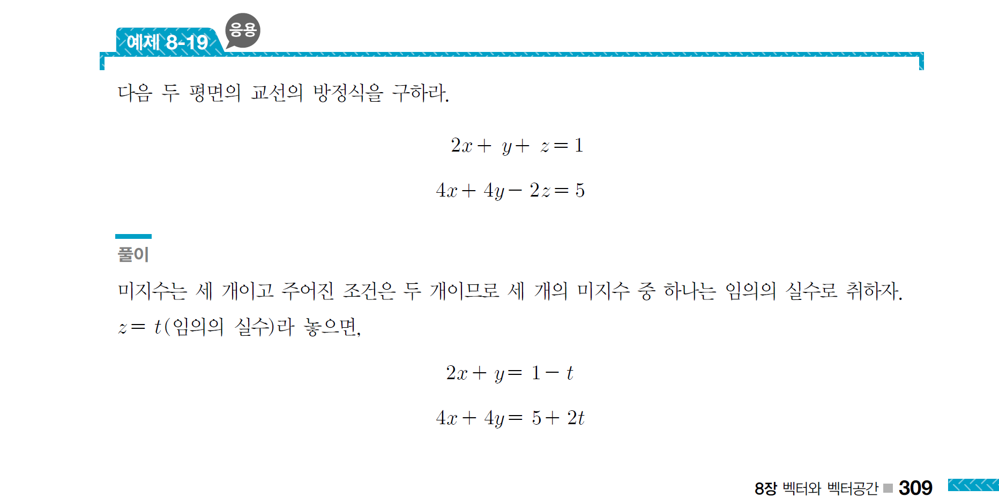 예제 8-19
응용
다음 두 평면의 교선의 방정식을 구하라.
2x + y + z = 1
4x + 4y − 2z = 5
풀이
미지수는 세 개이고 주어진 조건은 두 개이므로 세 개의 미지수 중 하나는 임의의 실수로 취하자.
z = t(임의의 실수)라 놓으면,
2x + y = 1 − t
4x + 4y = 5 + 2t
8장 벡터와 벡터공간 ■ 309